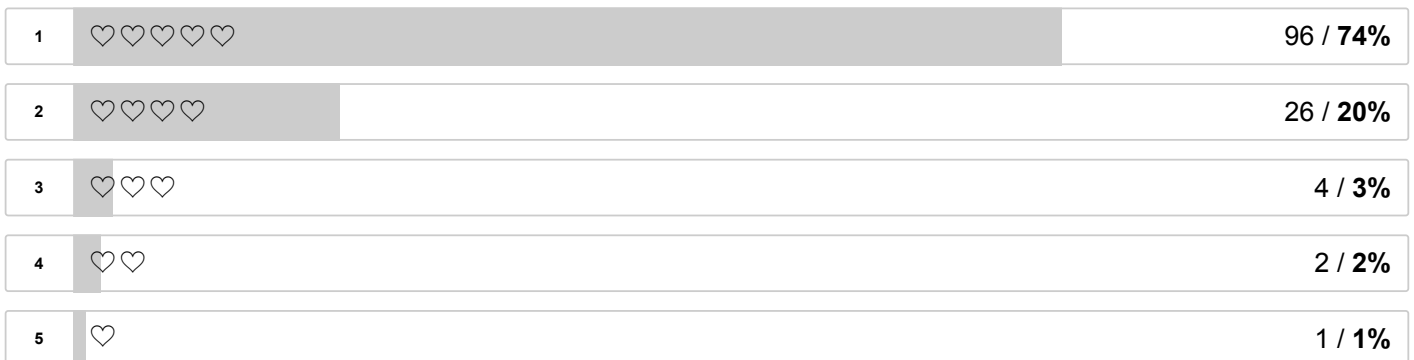 1 ♡♡♡♡♡ 96 / 74%
2 ♡♡♡♡ 26 / 20%
3 ♡♡♡ 4 / 3%
4 ♡♡ 2 / 2%
5 ♡ 1 / 1%